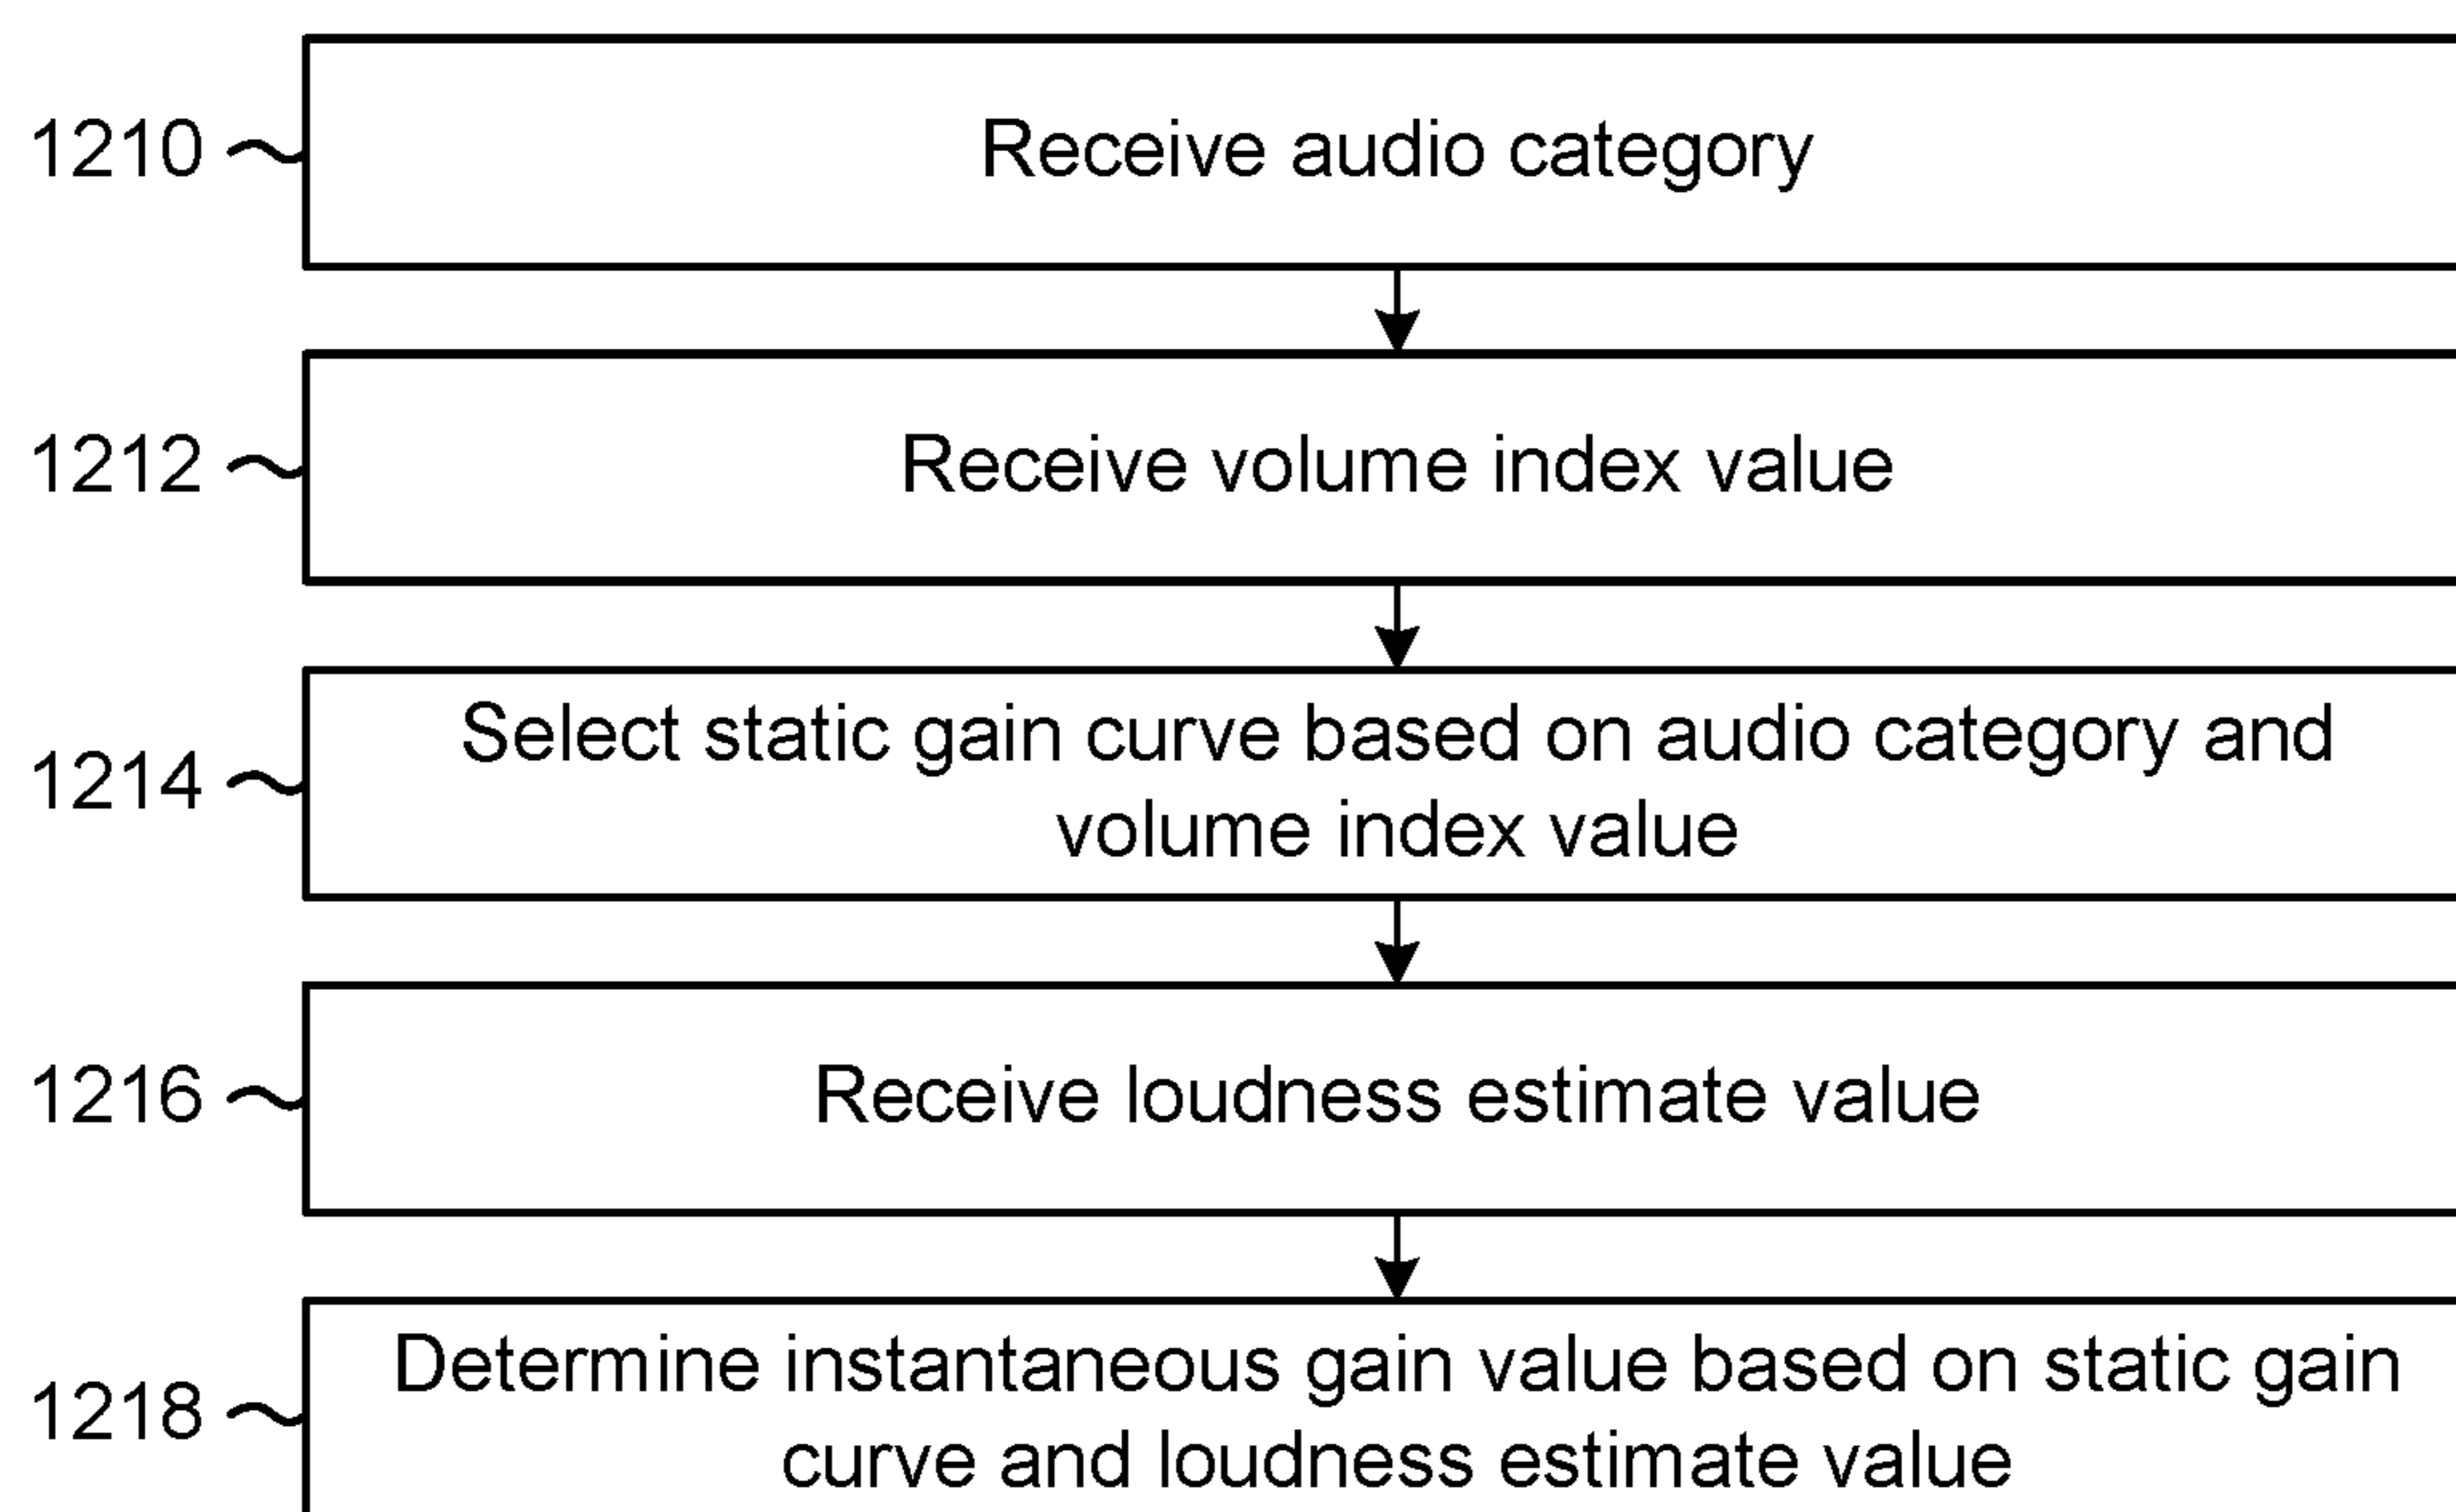 1210
Receive audio category
1212
Receive volume index value
1214
Select static gain curve based on audio category and
volume index value
1216
Receive loudness estimate value
1218
Determine instantaneous gain value based on static gain
curve and loudness estimate value